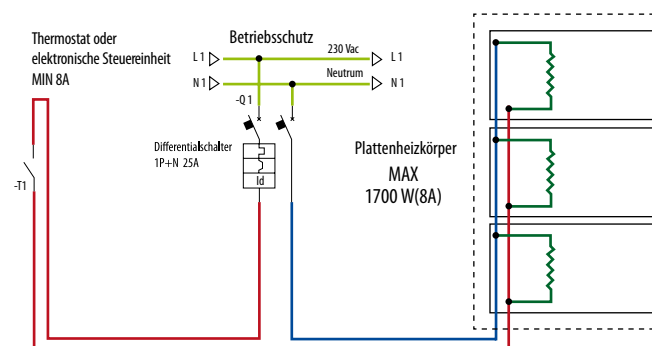 Thermostat oder
elektronische Steuereinheit
MIN 8A
Betriebsschutz
L 1
230 Vac
L 1
N 1
Neutrum
N 1
-Q 1
Differentialschalter
1P+N 25A
Id
-T1
Plattenheizkörper
MAX
1700 W(8A)